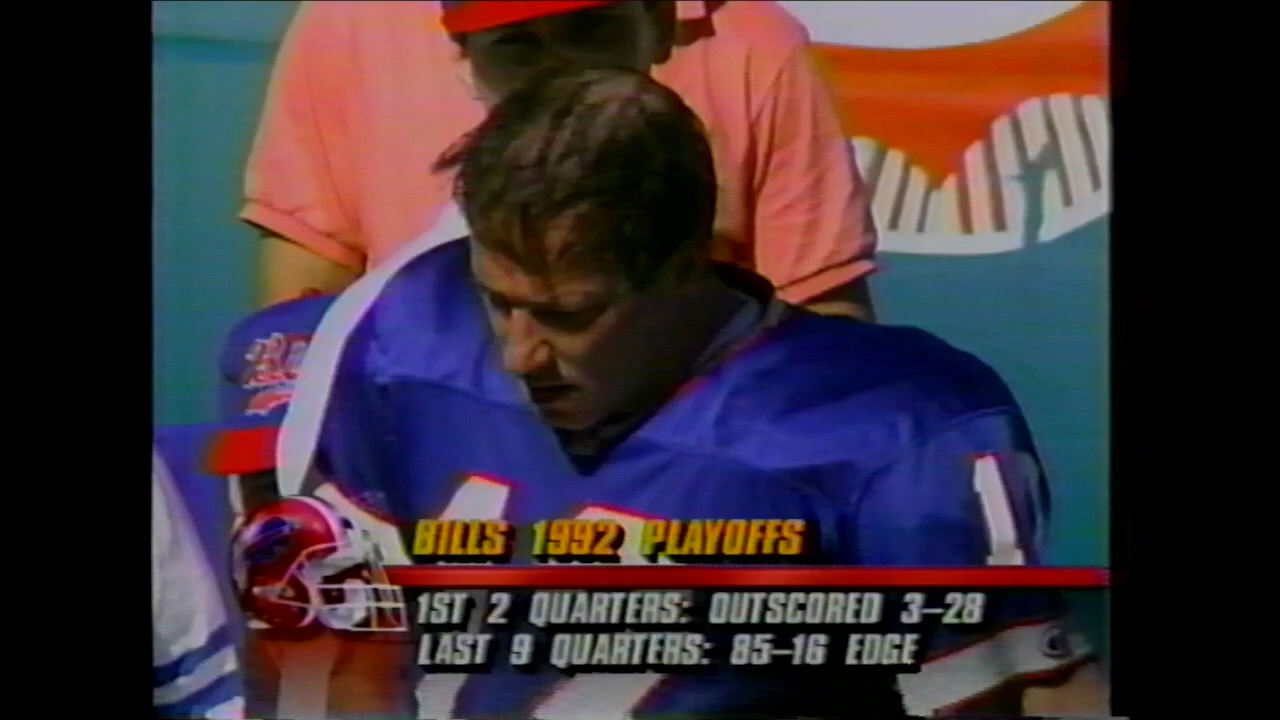 BILLS 1992 PLAYOFFS
1ST 2 QUARTERS: OUTSCORED 3–28
LAST 9 QUARTERS: 85–16 EDGE